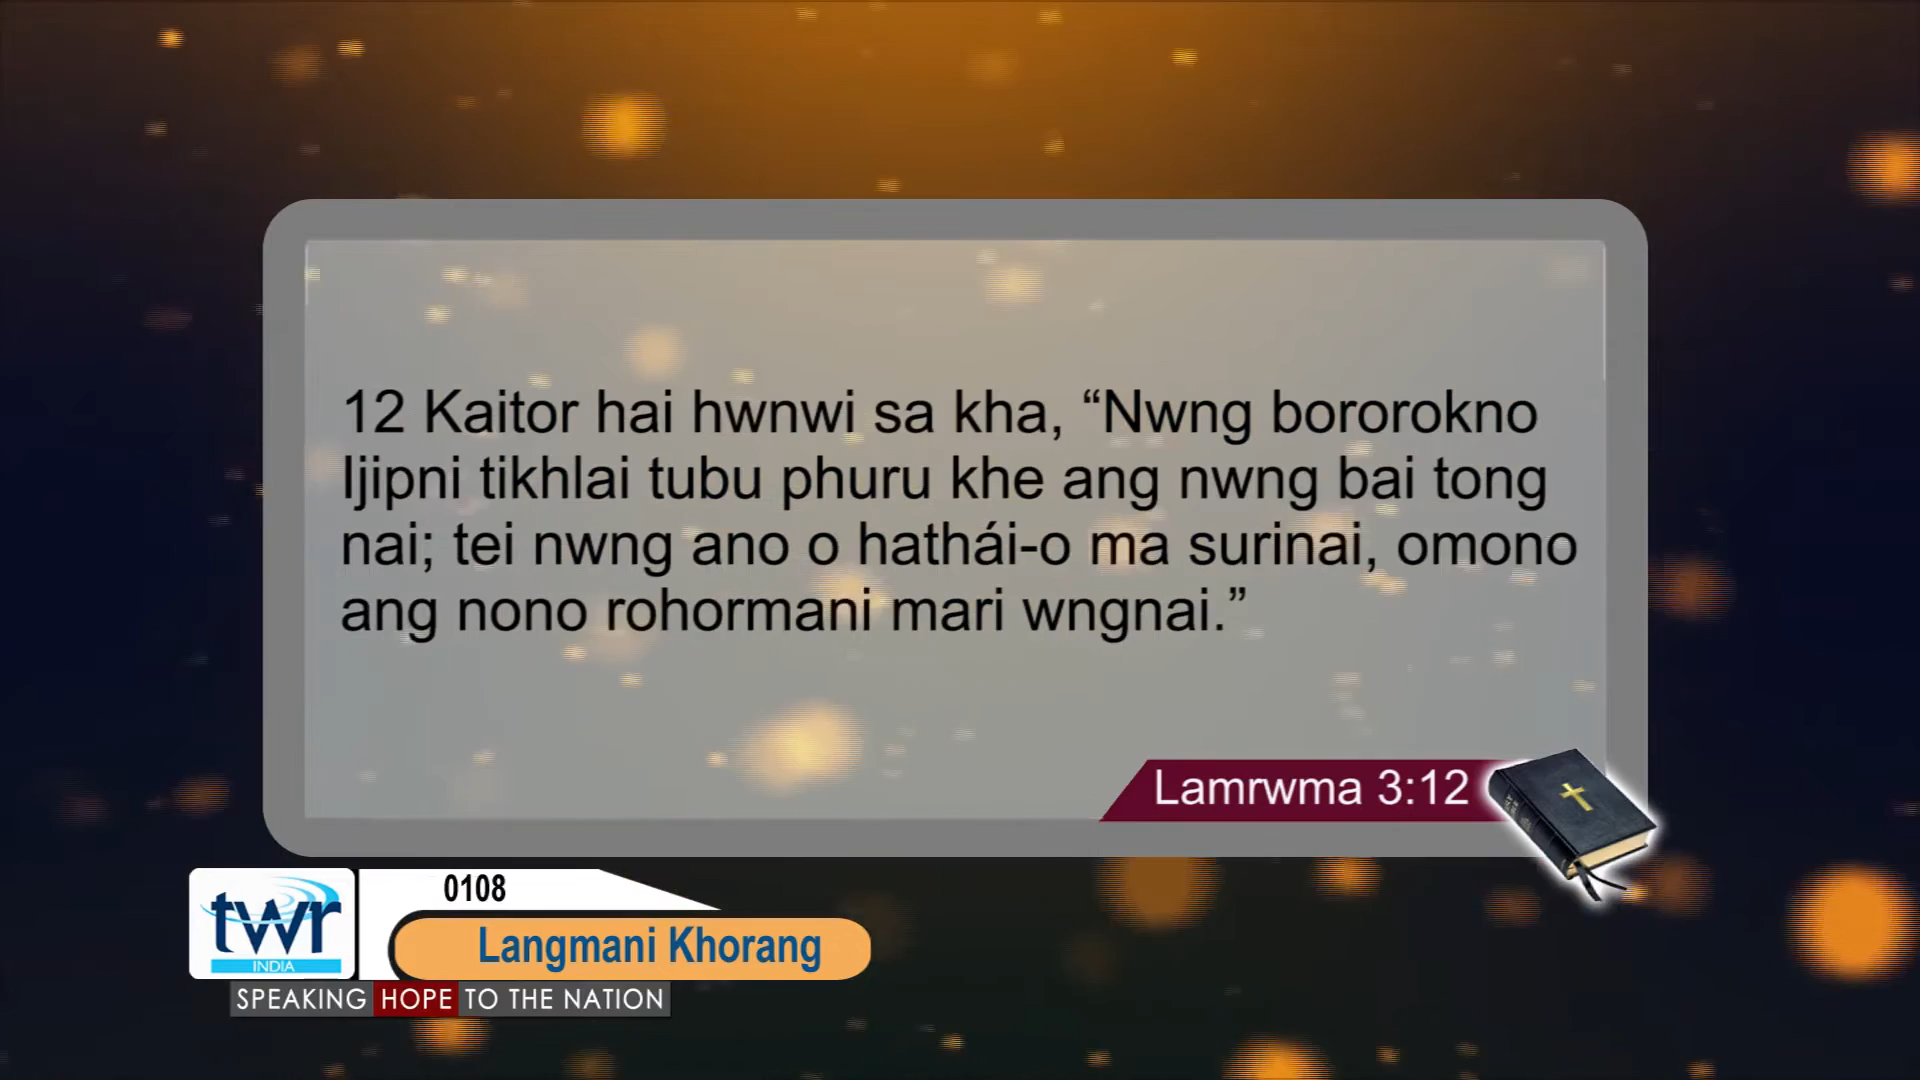 12 Kaitor hai hwnwi sa kha, “Nwng bororokno
Ijipni tikhlai tubu phuru khe ang nwng bai tong
nai; tei nwng ano o hathái-o ma surinai, omono
ang nono rohormani mari wngnai.”
Lamrwma 3:12
0108
Langmani Khorang
twr
INDIA
SPEAKING HOPE TO THE NATION